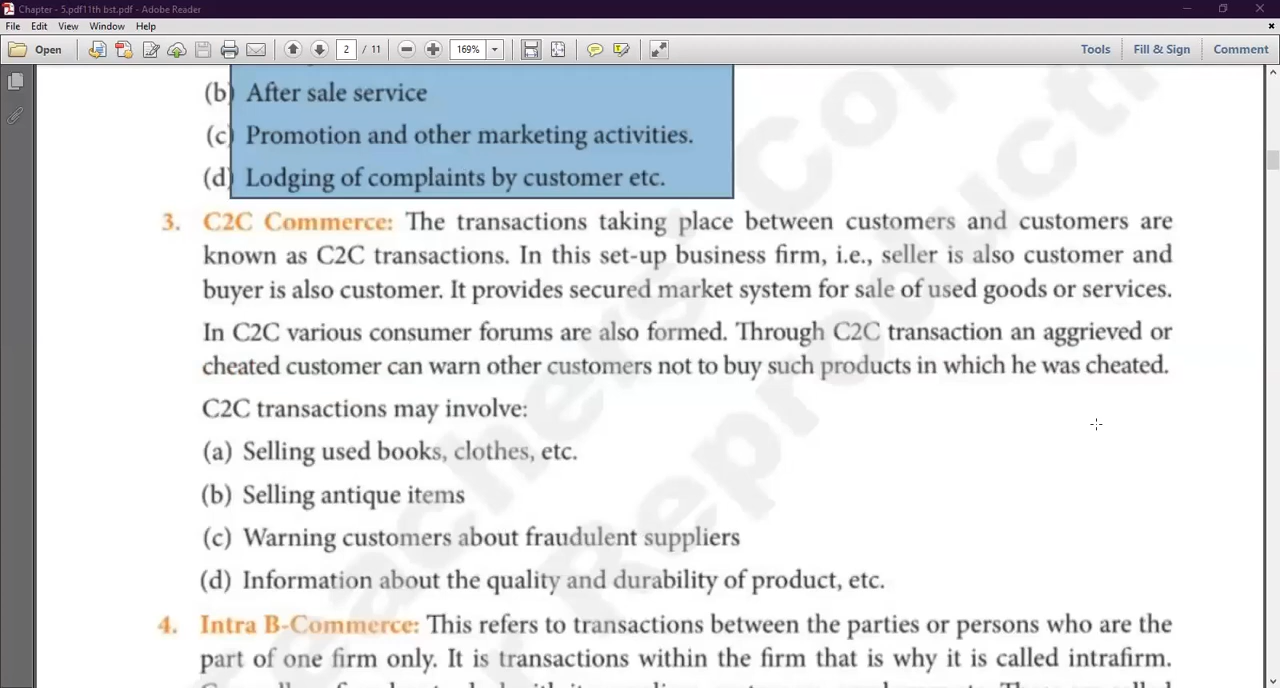 Chapter - 5.pdf11th bst.pdf - Adobe Reader
File Edit View Window Help
Open 2 / 11 169% Tools Fill & Sign Comment
(b) After sale service
(c) Promotion and other marketing activities.
(d) Lodging of complaints by customer etc.
3. C2C Commerce: The transactions taking place between customers and customers are
known as C2C transactions. In this set-up business firm, i.e., seller is also customer and
buyer is also customer. It provides secured market system for sale of used goods or services.
In C2C various consumer forums are also formed. Through C2C transaction an aggrieved or
cheated customer can warn other customers not to buy such products in which he was cheated.
C2C transactions may involve:
(a) Selling used books, clothes, etc.
(b) Selling antique items
(c) Warning customers about fraudulent suppliers
(d) Information about the quality and durability of product, etc.
4. Intra B-Commerce: This refers to transactions between the parties or persons who are the
part of one firm only. It is transactions within the firm that is why it is called intrafirm.